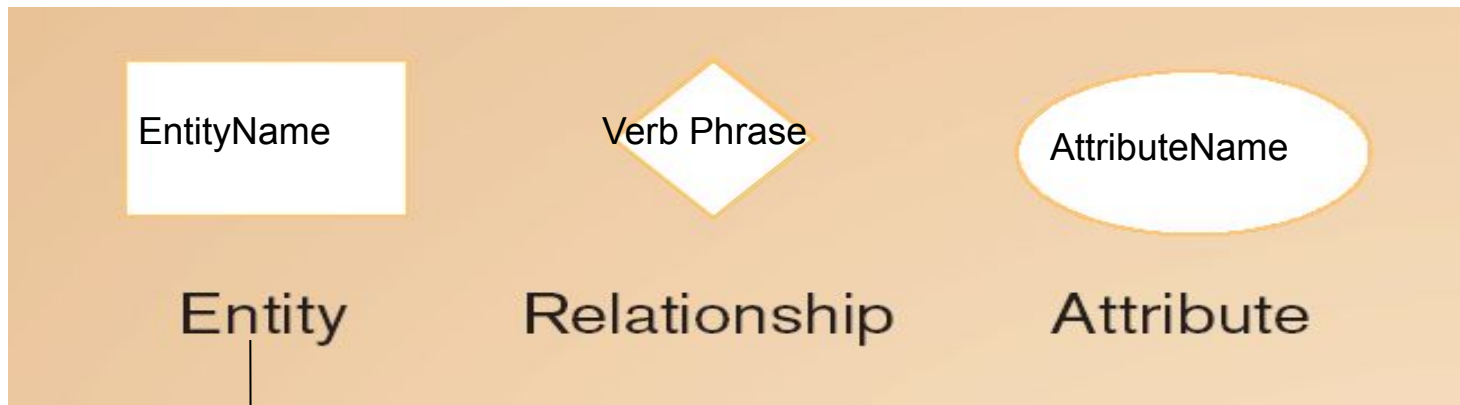 EntityName
Verb Phrase
AttributeName
Entity
Relationship
Attribute